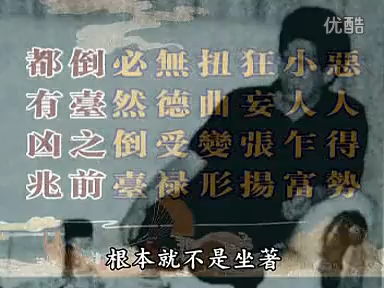 优酷
惡人得勢
小人乍富
狂妄張揚
扭曲變形
無德受禄
必然倒臺
倒臺之前
都有凶兆
根本就不是坐著